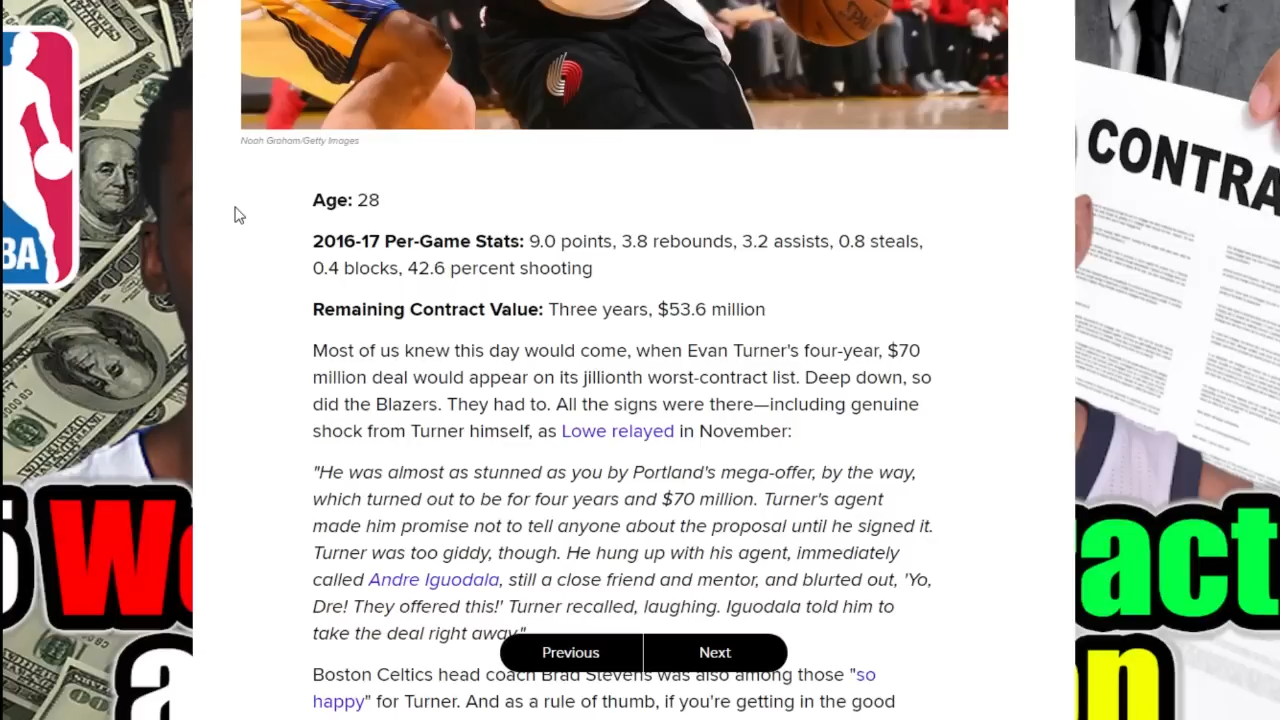 Noah Graham/Getty Images
BA
CONTRA
Age: 28
2016-17 Per-Game Stats: 9.0 points, 3.8 rebounds, 3.2 assists, 0.8 steals,
0.4 blocks, 42.6 percent shooting
Remaining Contract Value: Three years, $53.6 million
Most of us knew this day would come, when Evan Turner's four-year, $70
million deal would appear on its jillionth worst-contract list. Deep down, so
did the Blazers. They had to. All the signs were there—including genuine
shock from Turner himself, as Lowe relayed in November:
"He was almost as stunned as you by Portland's mega-offer, by the way,
which turned out to be for four years and $70 million. Turner's agent
made him promise not to tell anyone about the proposal until he signed it.
Turner was too giddy, though. He hung up with his agent, immediately
called Andre Iguodala, still a close friend and mentor, and blurted out, 'Yo,
Dre! They offered this!' Turner recalled, laughing. Iguodala told him to
take the deal right away."
Previous Next
Boston Celtics head coach Brad Stevens was also among those "so
happy" for Turner. And as a rule of thumb, if you're getting in the good
5 Wo
act
a
n